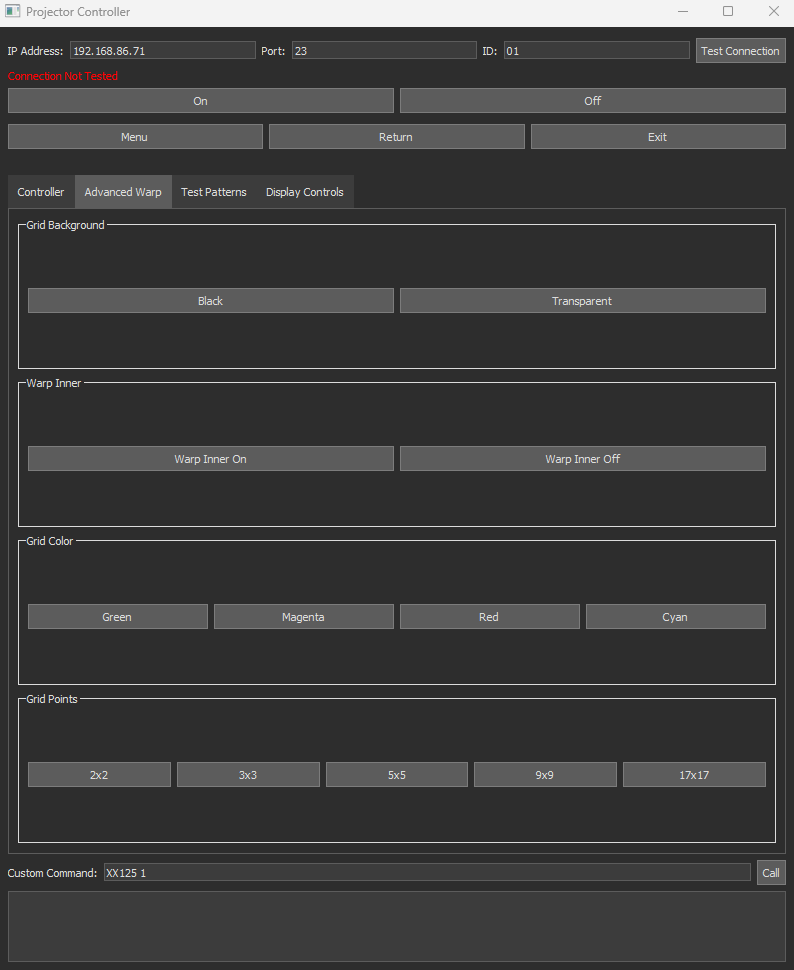 Projector Controller
IP Address: 192.168.86.71 Port: 23 ID: 01 Test Connection
Connection Not Tested
On Off
Menu Return Exit
Controller Advanced Warp Test Patterns Display Controls
Grid Background
Black Transparent
Warp Inner
Warp Inner On Warp Inner Off
Grid Color
Green Magenta Red Cyan
Grid Points
2x2 3x3 5x5 9x9 17x17
Custom Command: XX125 1 Call